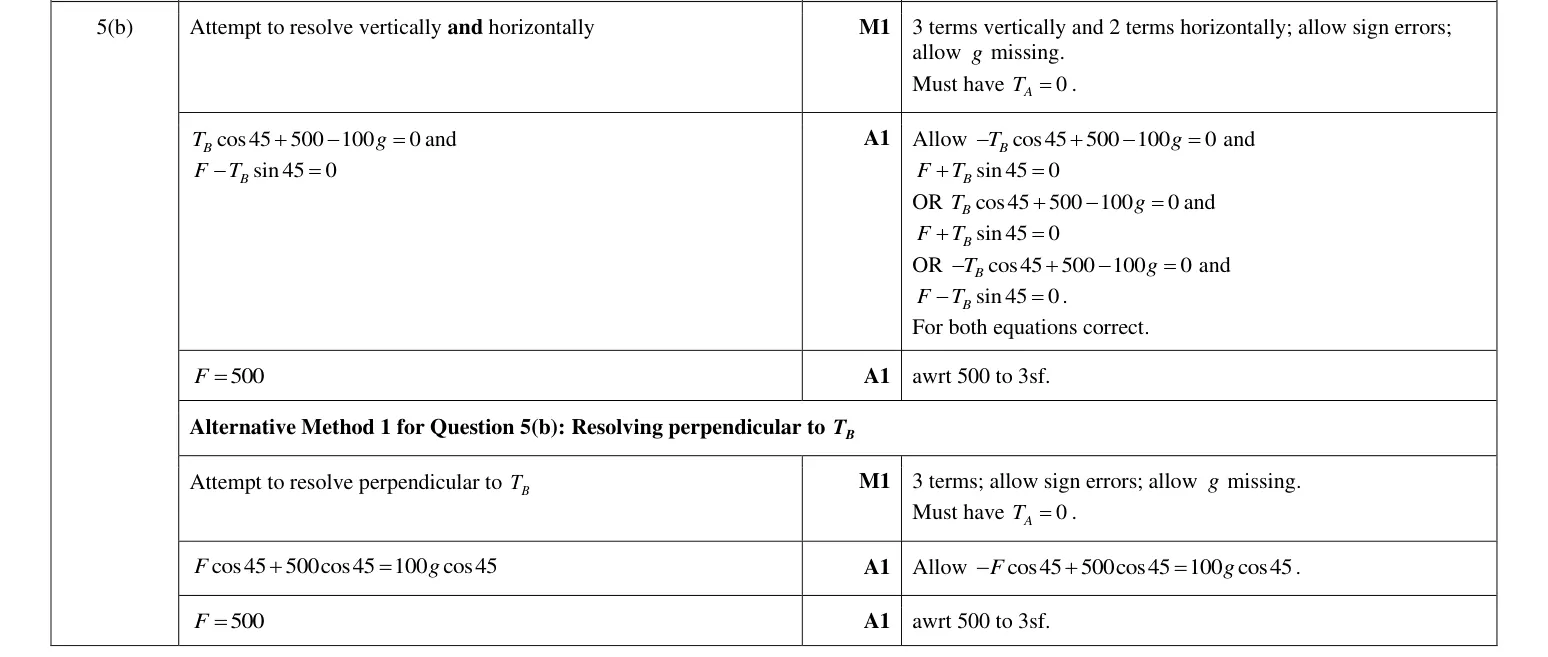 5(b)
Attempt to resolve vertically and horizontally
M1
3 terms vertically and 2 terms horizontally; allow sign errors;
allow g missing.
Must have T_A = 0 .
T_B cos 45 + 500 − 100g = 0 and
F − T_B sin 45 = 0
A1
Allow −T_B cos 45 + 500 − 100g = 0 and
F + T_B sin 45 = 0
OR T_B cos 45 + 500 − 100g = 0 and
F + T_B sin 45 = 0
OR −T_B cos 45 + 500 − 100g = 0 and
F − T_B sin 45 = 0 .
For both equations correct.
F = 500
A1
awrt 500 to 3sf.
Alternative Method 1 for Question 5(b): Resolving perpendicular to T_B
Attempt to resolve perpendicular to T_B
M1
3 terms; allow sign errors; allow g missing.
Must have T_A = 0 .
F cos 45 + 500 cos 45 = 100g cos 45
A1
Allow −F cos 45 + 500 cos 45 = 100g cos 45 .
F = 500
A1
awrt 500 to 3sf.